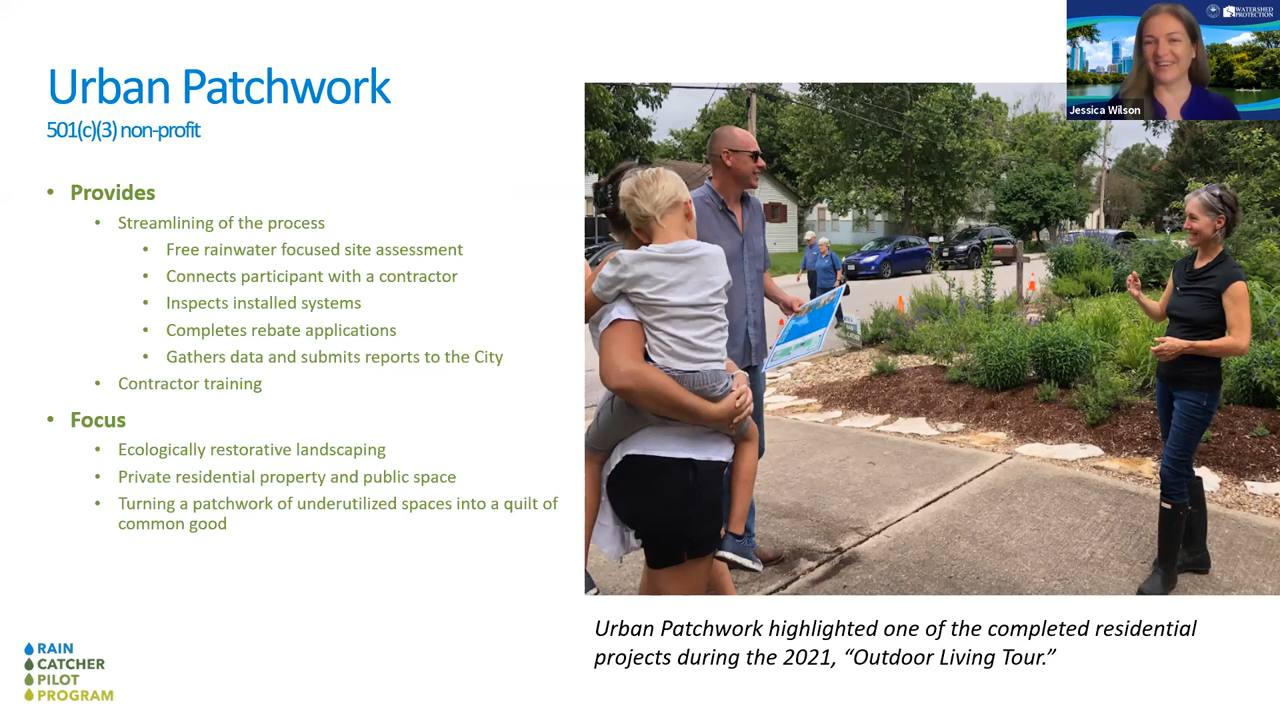 Urban Patchwork
501(c)(3) non-profit
• Provides
• Streamlining of the process
• Free rainwater focused site assessment
• Connects participant with a contractor
• Inspects installed systems
• Completes rebate applications
• Gathers data and submits reports to the City
• Contractor training
• Focus
• Ecologically restorative landscaping
• Private residential property and public space
• Turning a patchwork of underutilized spaces into a quilt of
common good
RAIN
CATCHER
PILOT
PROGRAM
WATERSHED
PROTECTION
Jessica Wilson
Urban Patchwork highlighted one of the completed residential
projects during the 2021, “Outdoor Living Tour.”